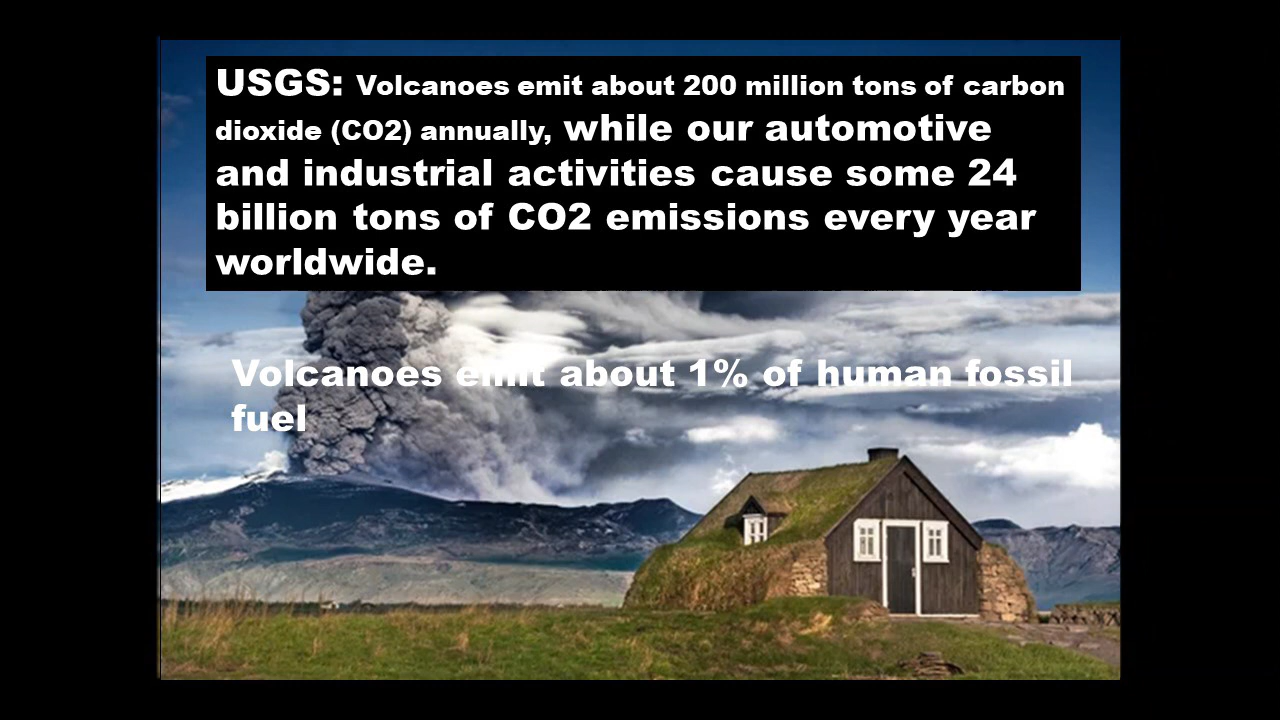 USGS: Volcanoes emit about 200 million tons of carbon
dioxide (CO2) annually, while our automotive
and industrial activities cause some 24
billion tons of CO2 emissions every year
worldwide.
Volcanoes emit about 1% of human fossil
fuel